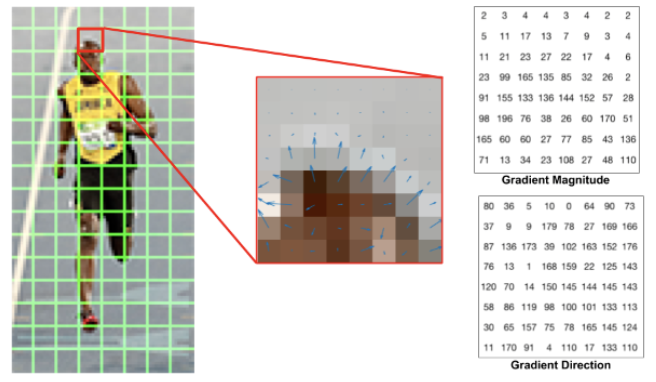 2 3 4 4 3 4 2 2
5 11 17 13 7 9 3 4
11 21 23 27 22 17 4 6
23 99 165 135 85 32 26 2
91 155 133 136 144 152 57 28
98 196 76 38 26 60 170 51
165 60 60 27 77 85 43 136
71 13 34 23 108 27 48 110
Gradient Magnitude
80 36 5 10 0 64 90 73
37 9 9 179 78 27 169 166
87 136 173 39 102 163 152 176
76 13 1 168 159 22 125 143
120 70 14 150 145 144 145 143
58 86 119 98 100 101 133 113
30 65 157 75 78 165 145 124
11 170 91 4 110 17 133 110
Gradient Direction